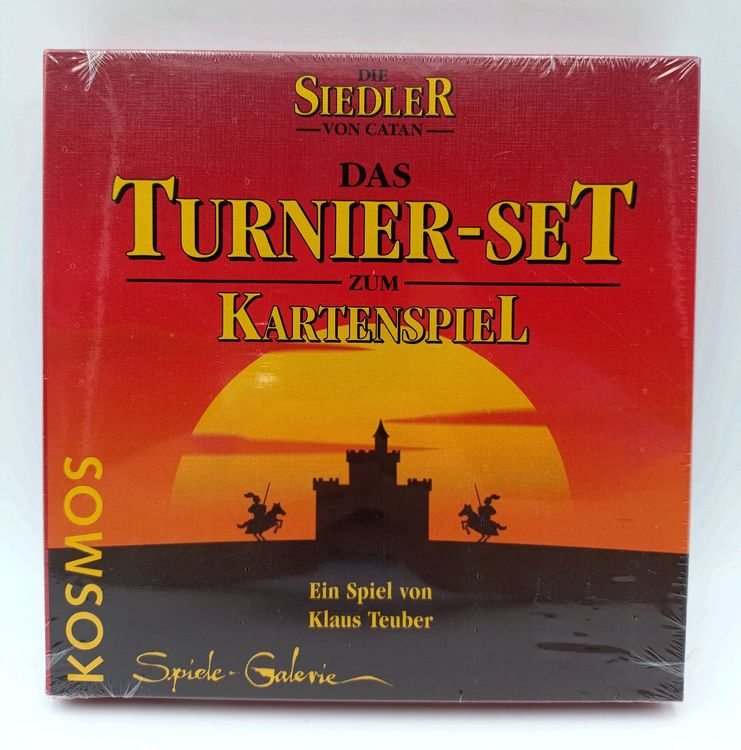 DIE
SIEDLER
VON CATAN
DAS
TURNIER-SET
ZUM
KARTENSPIEL
KOSMOS
Ein Spiel von
Klaus Teuber
Spiele-Galerie